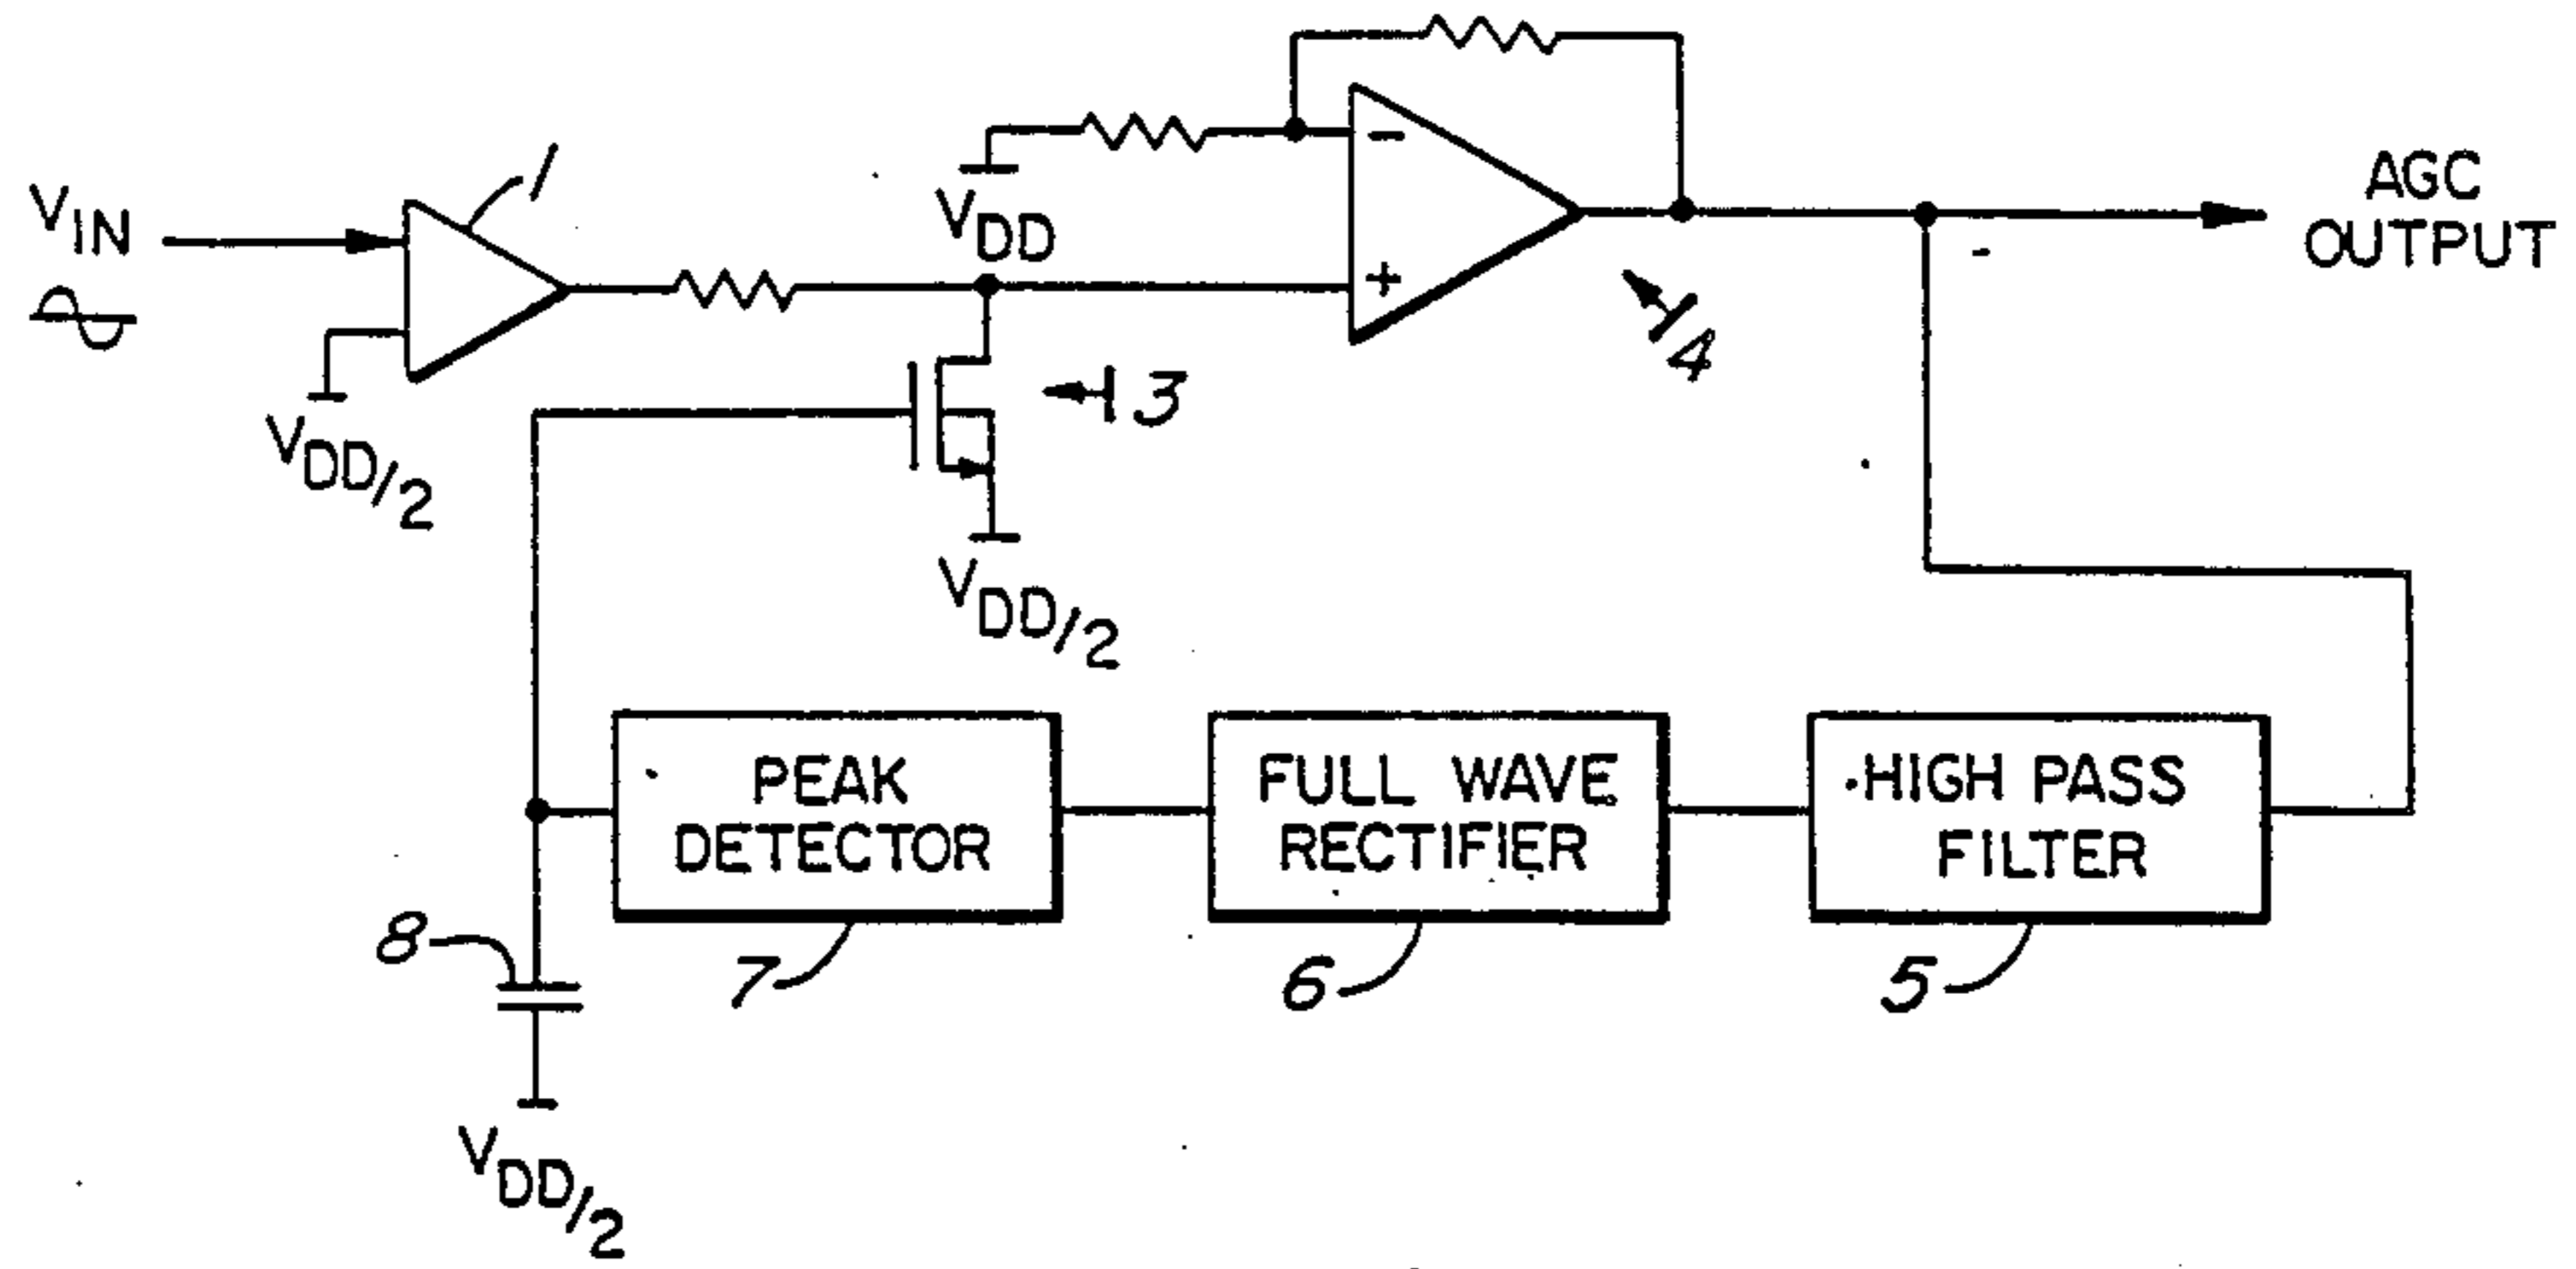 VIN
1
VDD/2
VDD
AGC
OUTPUT
4
3
VDD/2
PEAK
DETECTOR
FULL WAVE
RECTIFIER
HIGH PASS
FILTER
8
7
6
5
VDD/2
-
+